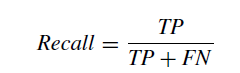 Recall = TP / TP + FN